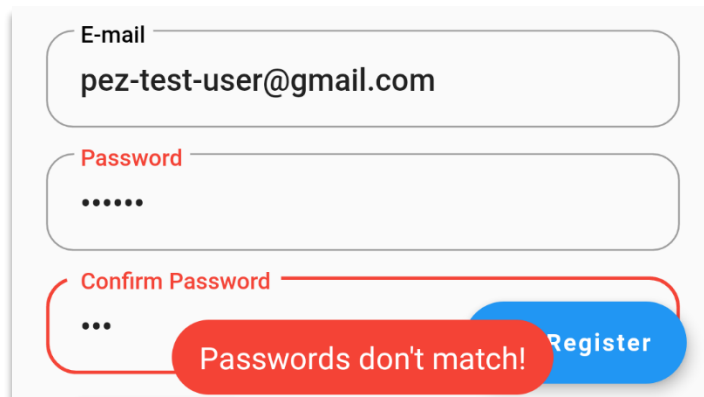 E-mail
pez-test-user@gmail.com
Password
••••••
Confirm Password
•••
Register
Passwords don't match!